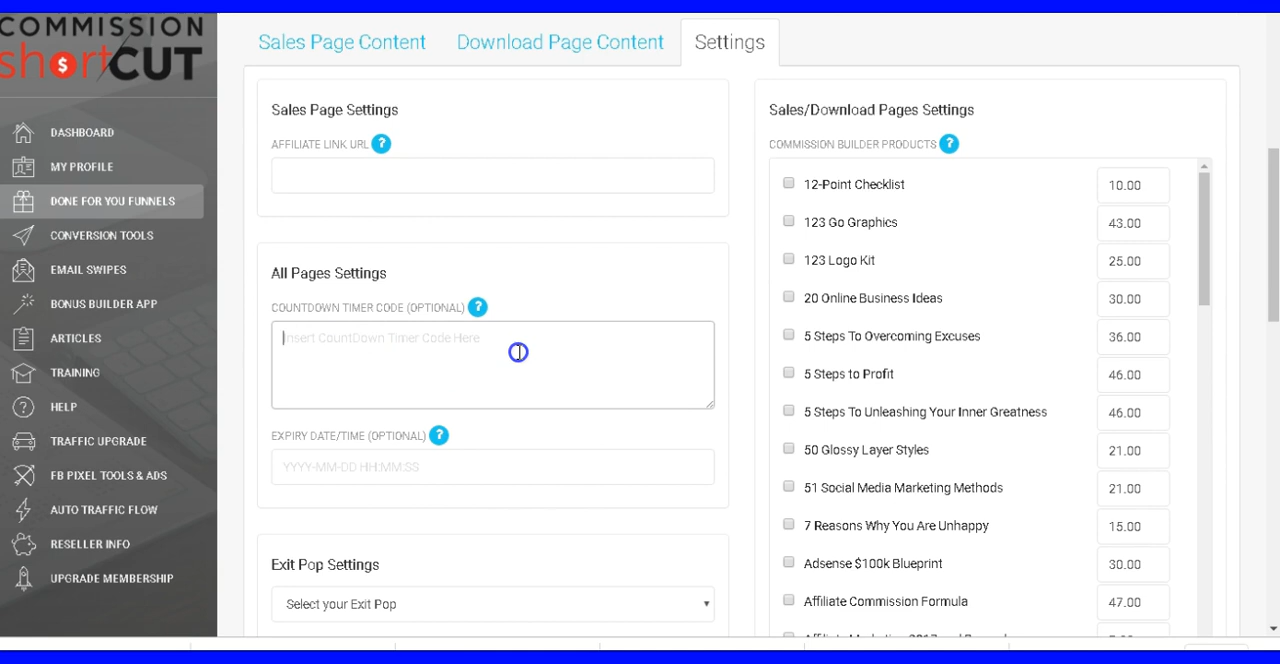 COMMISSION
shortCUT
DASHBOARD
MY PROFILE
DONE FOR YOU FUNNELS
CONVERSION TOOLS
EMAIL SWIPES
BONUS BUILDER APP
ARTICLES
TRAINING
HELP
TRAFFIC UPGRADE
FB PIXEL TOOLS & ADS
AUTO TRAFFIC FLOW
RESELLER INFO
UPGRADE MEMBERSHIP
Sales Page Content Download Page Content Settings
Sales Page Settings
AFFILIATE LINK URL ?
All Pages Settings
COUNTDOWN TIMER CODE (OPTIONAL) ?
Insert CountDown Timer Code Here
EXPIRY DATE/TIME (OPTIONAL) ?
YYYY-MM-DD HH:MM:SS
Exit Pop Settings
Select your Exit Pop
Sales/Download Pages Settings
COMMISSION BUILDER PRODUCTS ?
12-Point Checklist 10.00
123 Go Graphics 43.00
123 Logo Kit 25.00
20 Online Business Ideas 30.00
5 Steps To Overcoming Excuses 36.00
5 Steps to Profit 46.00
5 Steps To Unleashing Your Inner Greatness 46.00
50 Glossy Layer Styles 21.00
51 Social Media Marketing Methods 21.00
7 Reasons Why You Are Unhappy 15.00
Adsense $100k Blueprint 30.00
Affiliate Commission Formula 47.00